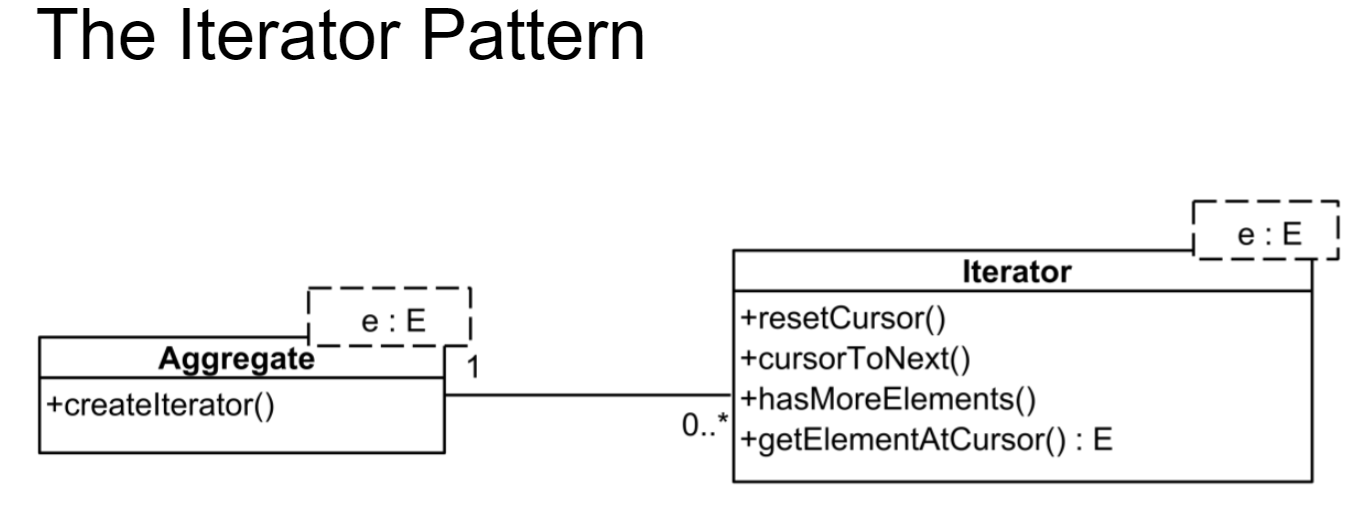 The Iterator Pattern
e : E
Iterator
+resetCursor()
+cursorToNext()
+hasMoreElements()
+getElementAtCursor() : E
e : E
Aggregate
+createIterator()
1
0..*